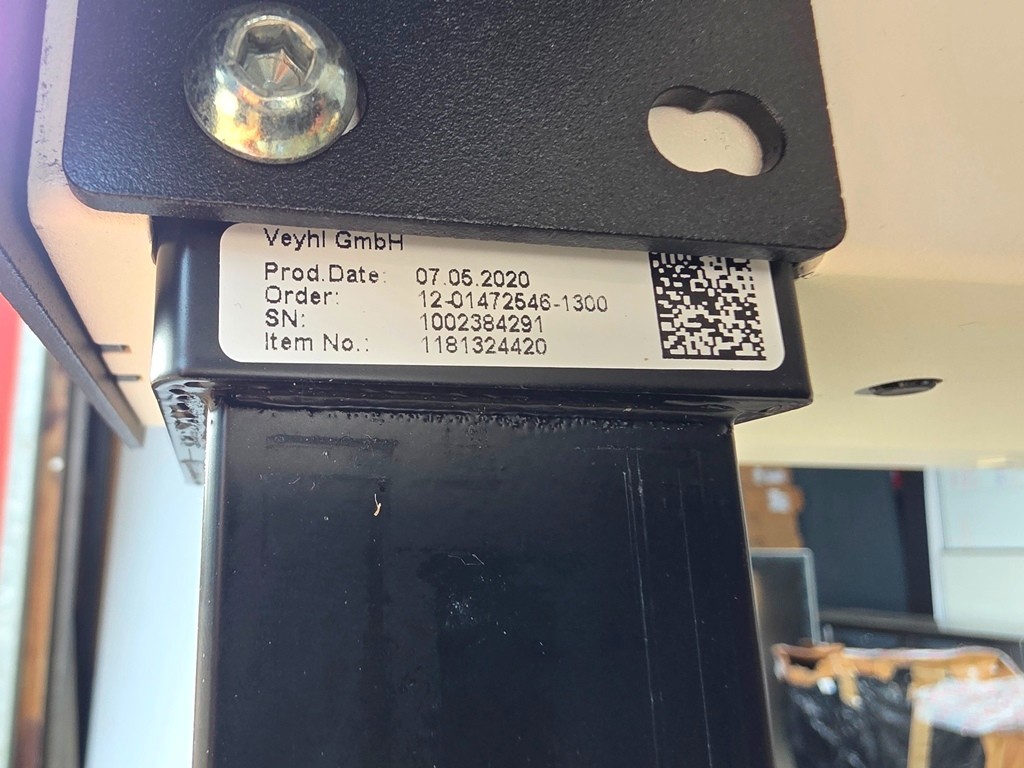 Veyhl GmbH
Prod.Date: 07.05.2020
Order: 12-01472546-1300
SN: 1002384291
Item No.: 1181324420